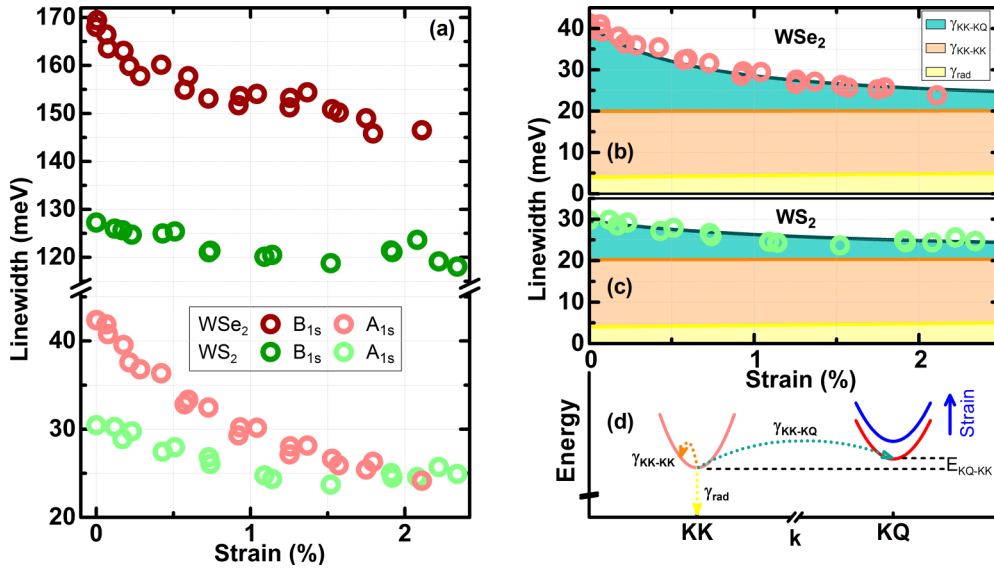 (a)
Linewidth (meV)
170
160
150
140
130
120
40
30
20
WSe₂ B₁ₛ A₁ₛ
WS₂ B₁ₛ A₁ₛ
0 1 2
Strain (%)
WSe₂
γKK-KQ
γKK-KK
γrad
40
30
20
10
0
(b)
Linewidth (meV)
WS₂
30
20
10
0
(c)
0 1 2
Strain (%)
Energy
(d)
γKK-KQ
Strain
γKK-KK
EKQ-KK
γrad
KK k KQ